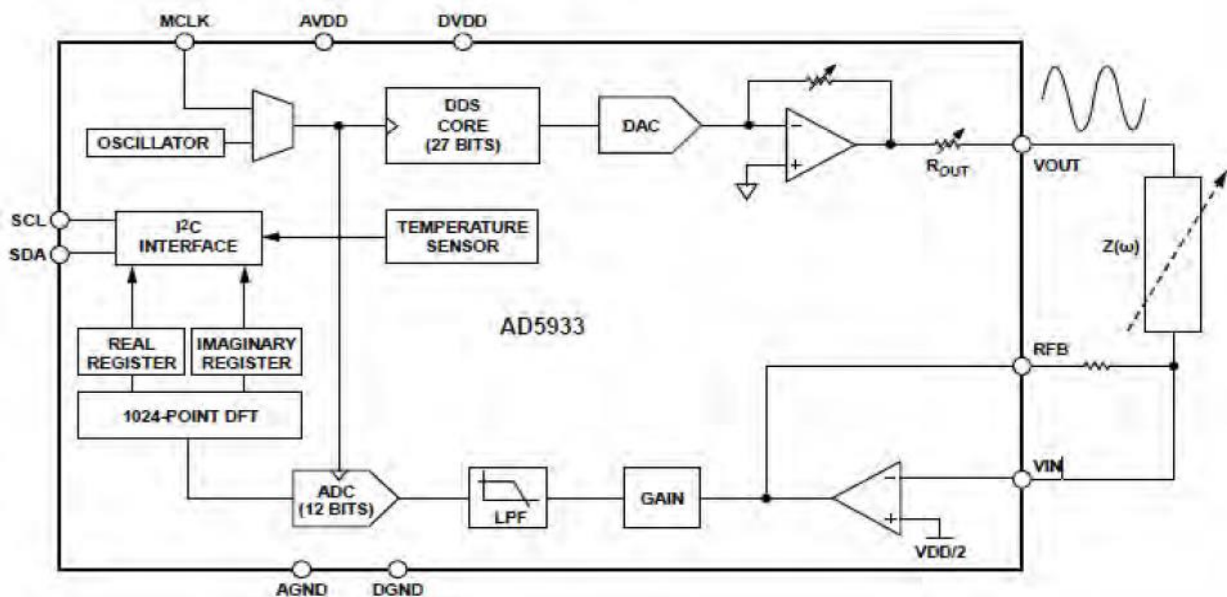 MCLK
AVDD
DVDD
OSCILLATOR
DDS
CORE
(27 BITS)
DAC
−
+
R_OUT
VOUT
SCL
SDA
I²C
INTERFACE
TEMPERATURE
SENSOR
Z(ω)
AD5933
REAL
REGISTER
IMAGINARY
REGISTER
1024-POINT DFT
RFB
VIN
ADC
(12 BITS)
LPF
GAIN
−
+
VDD/2
AGND
DGND